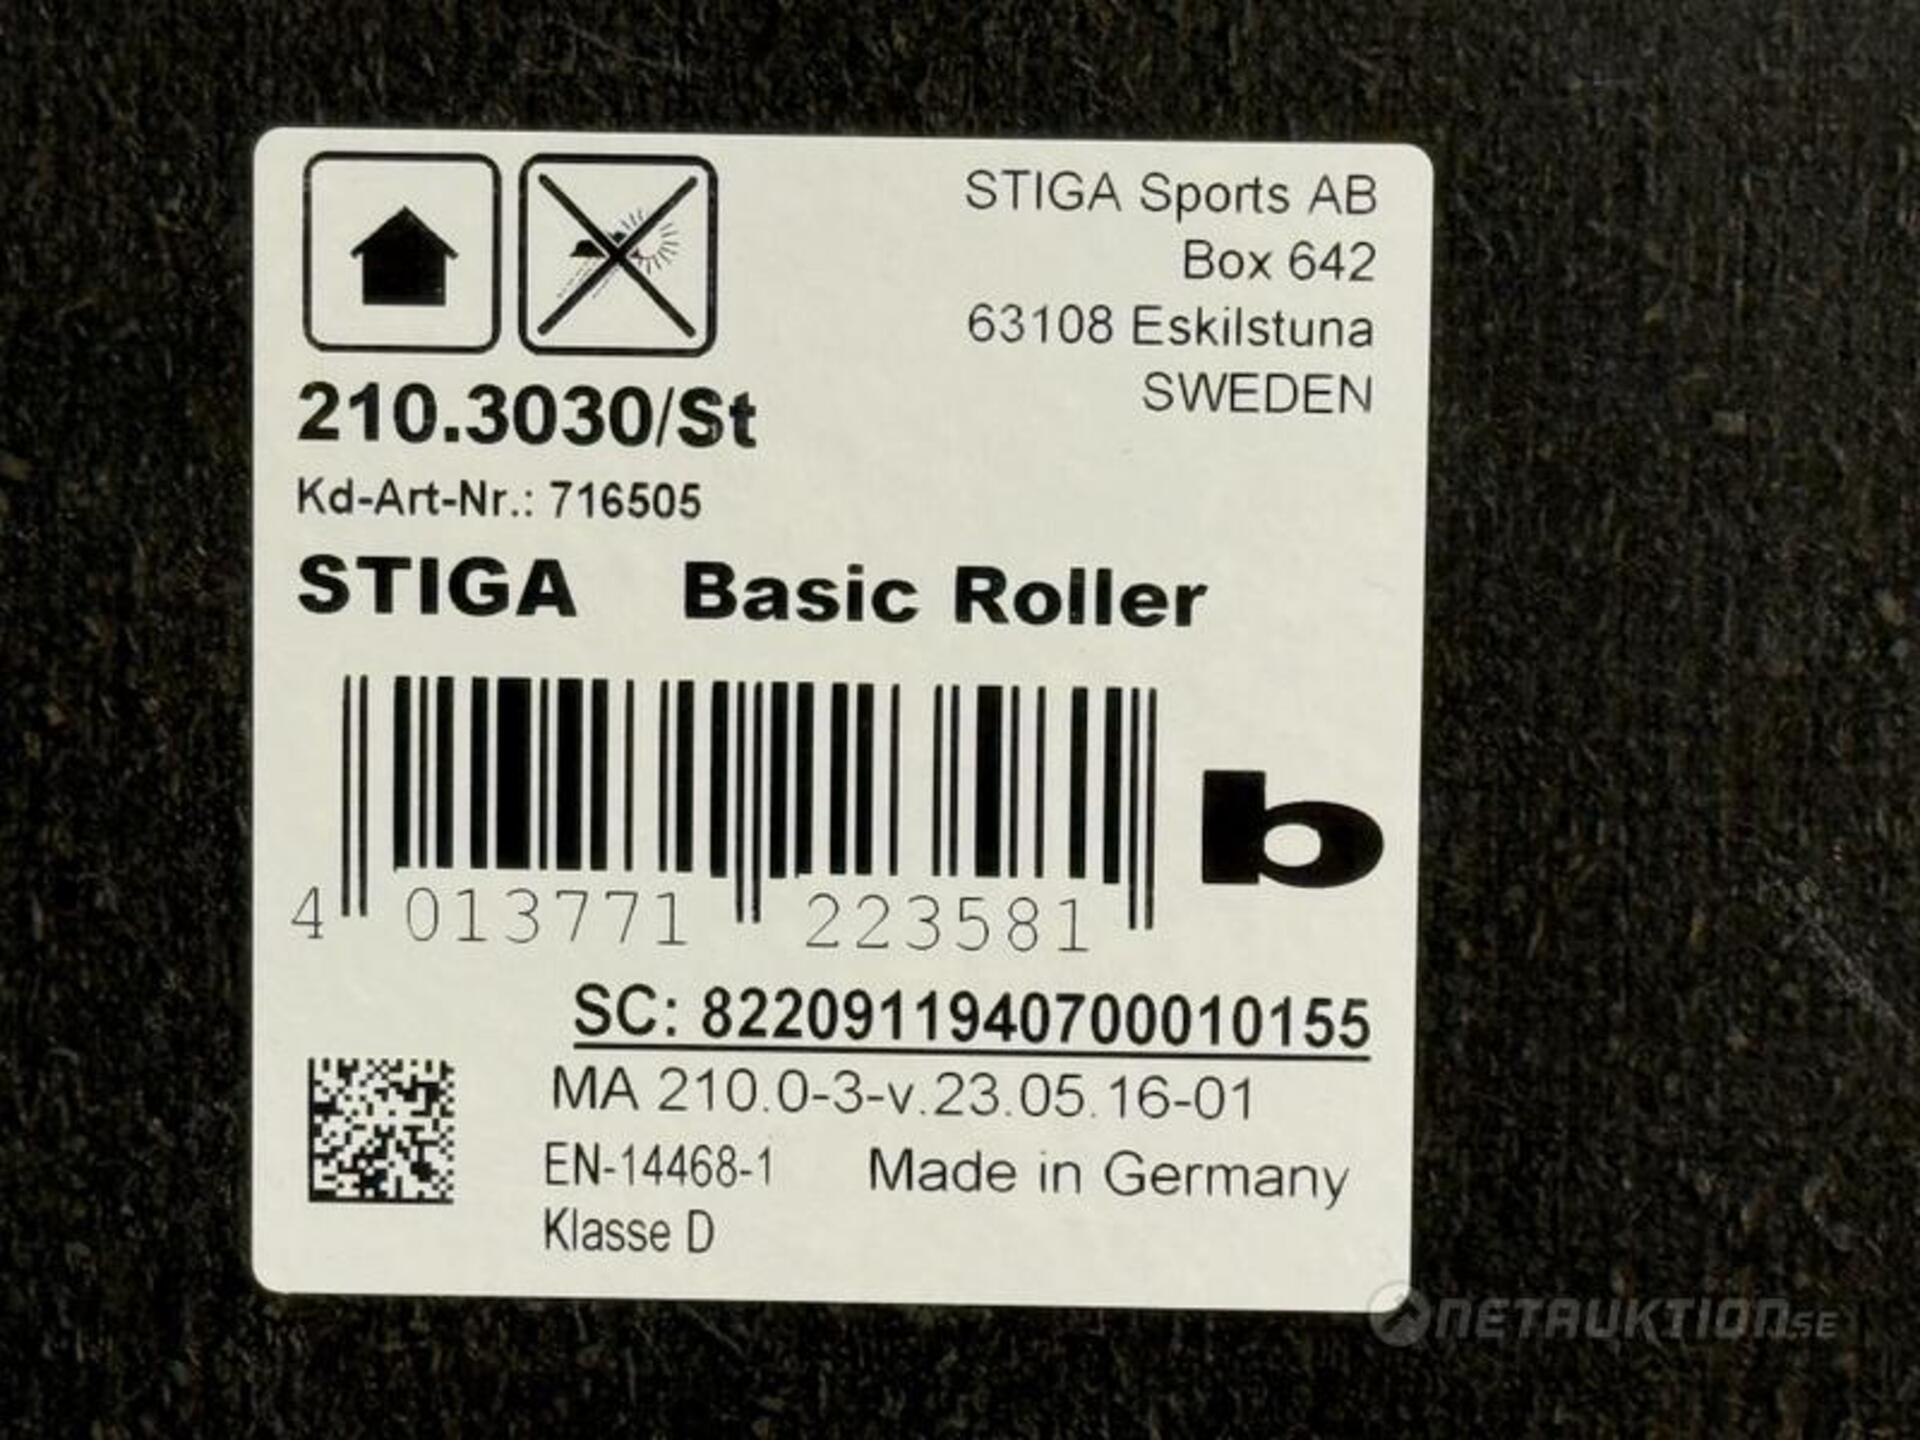 STIGA Sports AB
Box 642
63108 Eskilstuna
SWEDEN
210.3030/St
Kd-Art-Nr.: 716505
STIGA Basic Roller
b
4 013771 223581
SC: 8220911940700010155
MA 210.0-3-v.23.05.16-01
EN-14468-1 Made in Germany
Klasse D
NETAUKTION.SE